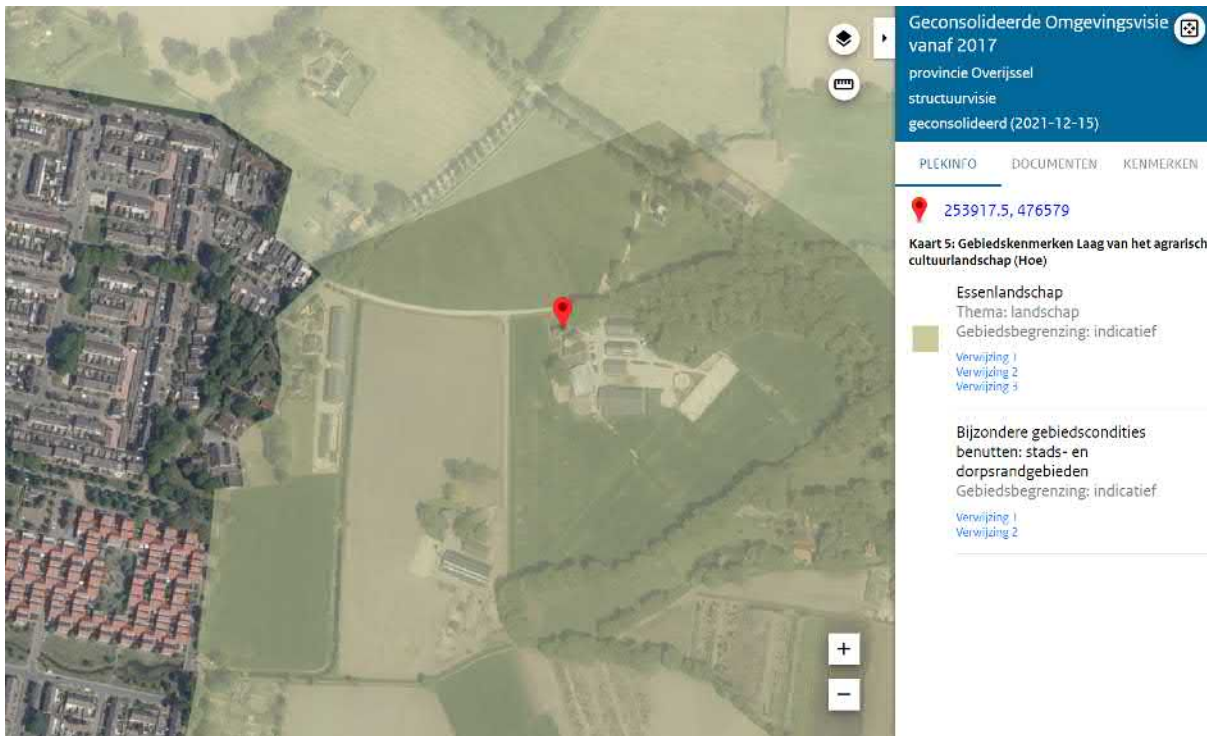 Geconsolideerde Omgevingsvisie
vanaf 2017
provincie Overijssel
structuurvisie
geconsolideerd (2021-12-15)
PLEKINFO DOCUMENTEN KENMERKEN
253917.5, 476579
Kaart 5: Gebiedskenmerken Laag van het agrarisch
cultuurlandschap (Hoe)
Essenlandschap
Thema: landschap
Gebiedsbegrenzing: indicatief
Verwijzing 1
Verwijzing 2
Verwijzing 3
Bijzondere gebiedscondities
benutten: stads- en
dorpsrandgebieden
Gebiedsbegrenzing: indicatief
Verwijzing 1
Verwijzing 2
+
−